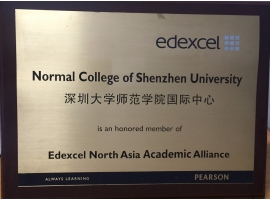 edexcel
Normal College of Shenzhen University
深圳大学师范学院国际中心
is an honored member of
Edexcel North Asia Academic Alliance
ALWAYS LEARNING PEARSON